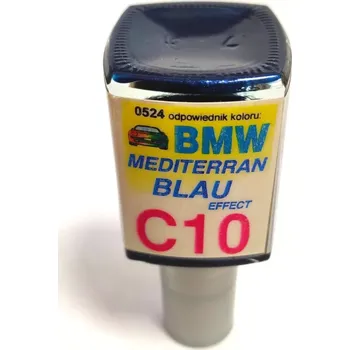 0524 odpowiednik koloru:
BMW
MEDITERRAN
BLAU
EFFECT
C10